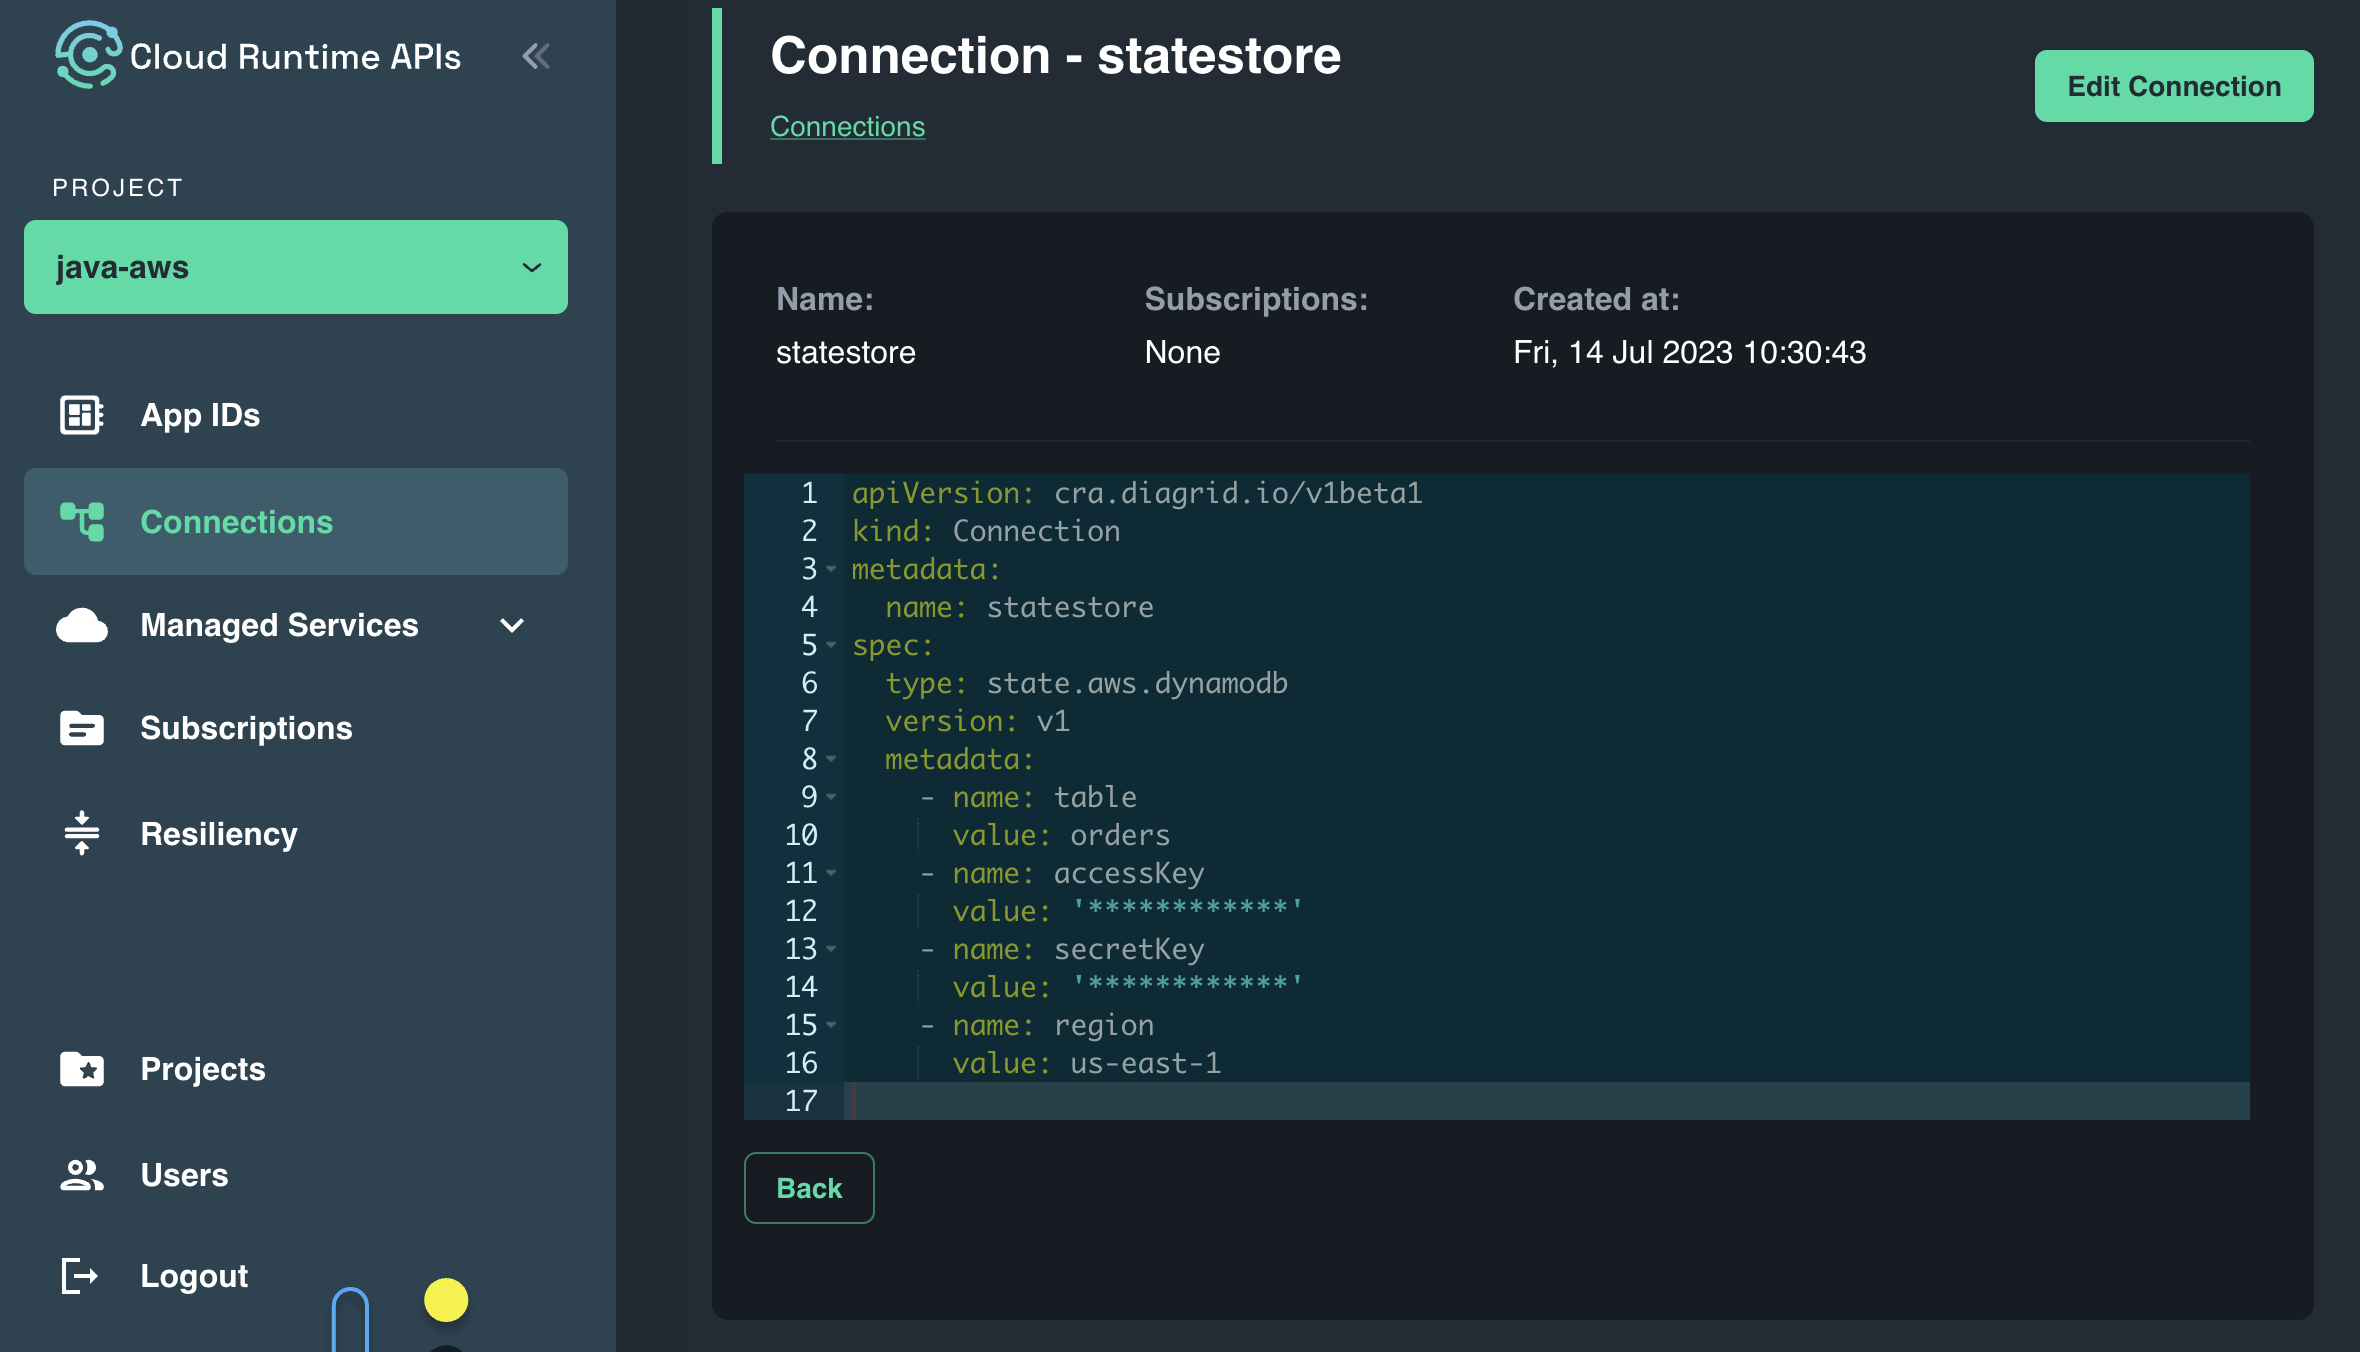 Cloud Runtime APIs
PROJECT
java-aws
App IDs
Connections
Managed Services
Subscriptions
Resiliency
Projects
Users
Logout
Connection - statestore
Connections
Edit Connection
Name:
statestore
Subscriptions:
None
Created at:
Fri, 14 Jul 2023 10:30:43
1 apiVersion: cra.diagrid.io/v1beta1
2 kind: Connection
3 metadata:
4   name: statestore
5 spec:
6   type: state.aws.dynamodb
7   version: v1
8   metadata:
9     - name: table
10       value: orders
11     - name: accessKey
12       value: '************'
13     - name: secretKey
14       value: '************'
15     - name: region
16       value: us-east-1
17
Back